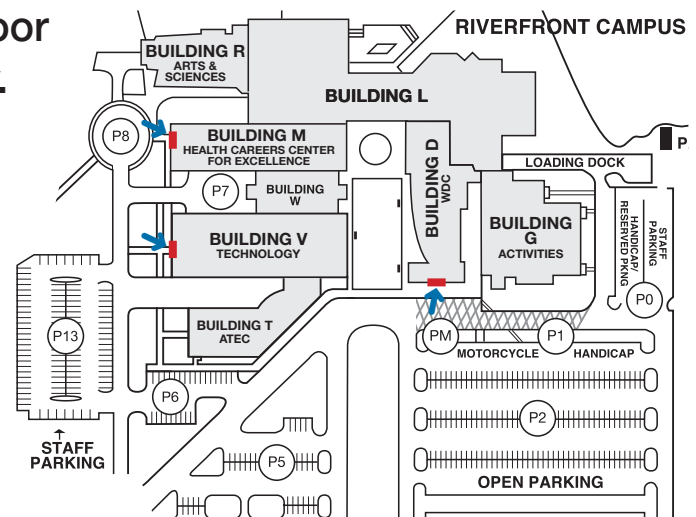 oor
RIVERFRONT CAMPUS
BUILDING R
ARTS &
SCIENCES
BUILDING L
P8
BUILDING M
HEALTH CAREERS CENTER
FOR EXCELLENCE
BUILDING D
WDC
P
LOADING DOCK
P7
BUILDING
W
BUILDING
G
ACTIVITIES
HANDICAP/
RESERVED PKNG
STAFF
PARKING
BUILDING V
TECHNOLOGY
P0
BUILDING T
ATEC
P13
PM
P1
MOTORCYCLE
HANDICAP
P6
P2
STAFF
PARKING
P5
OPEN PARKING